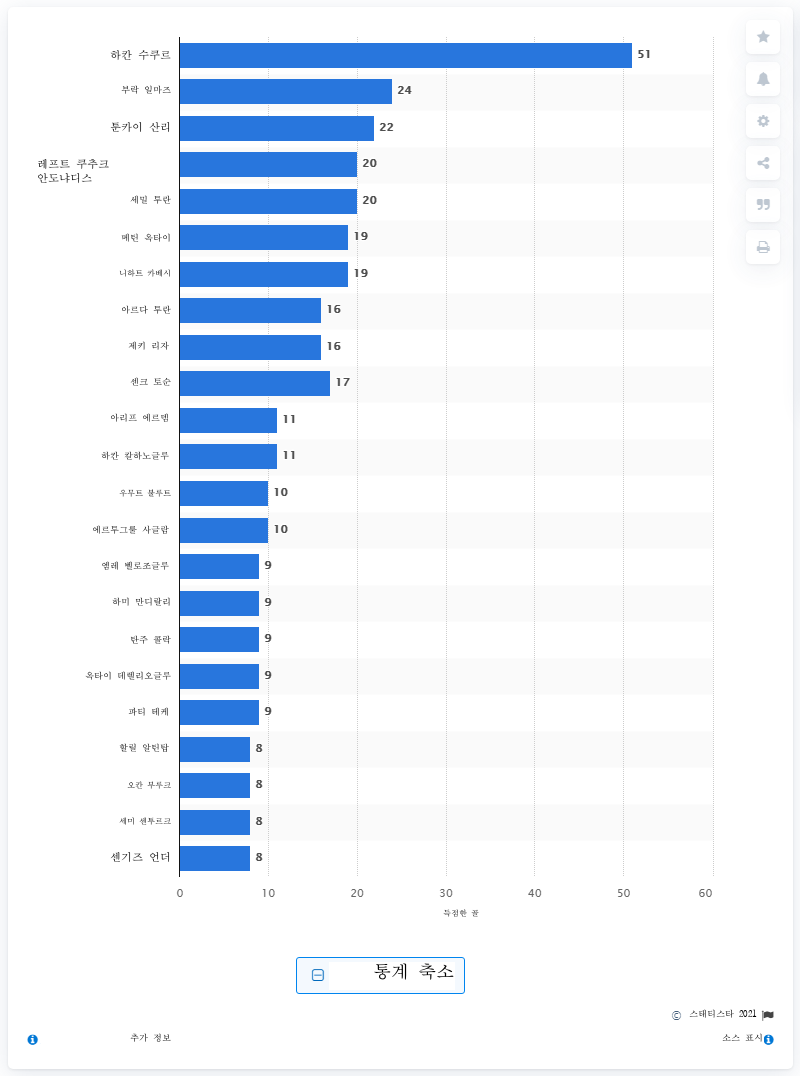 하칸 수쿠르 51
부락 일마즈 24
툰카이 산리 22
레프트 쿠추크
안도냐디스 20
세밀 투란 20
메틴 옥타이 19
니하트 카베시 19
아르다 투란 16
제키 리자 16
센크 토순 17
아리프 에르뎀 11
하칸 칼하노글루 11
우무트 불루트 10
에르투그룰 사글람 10
엠레 벨로조글루 9
하미 만디랄리 9
탄주 콜락 9
옥타이 데렐리오글루 9
파티 테케 9
할릴 알틴탑 8
오칸 부루크 8
세미 센투르크 8
센기즈 언더 8
0 10 20 30 40 50 60
득점한 골
통계 축소
© 스태티스타 2021
추가 정보 소스 표시